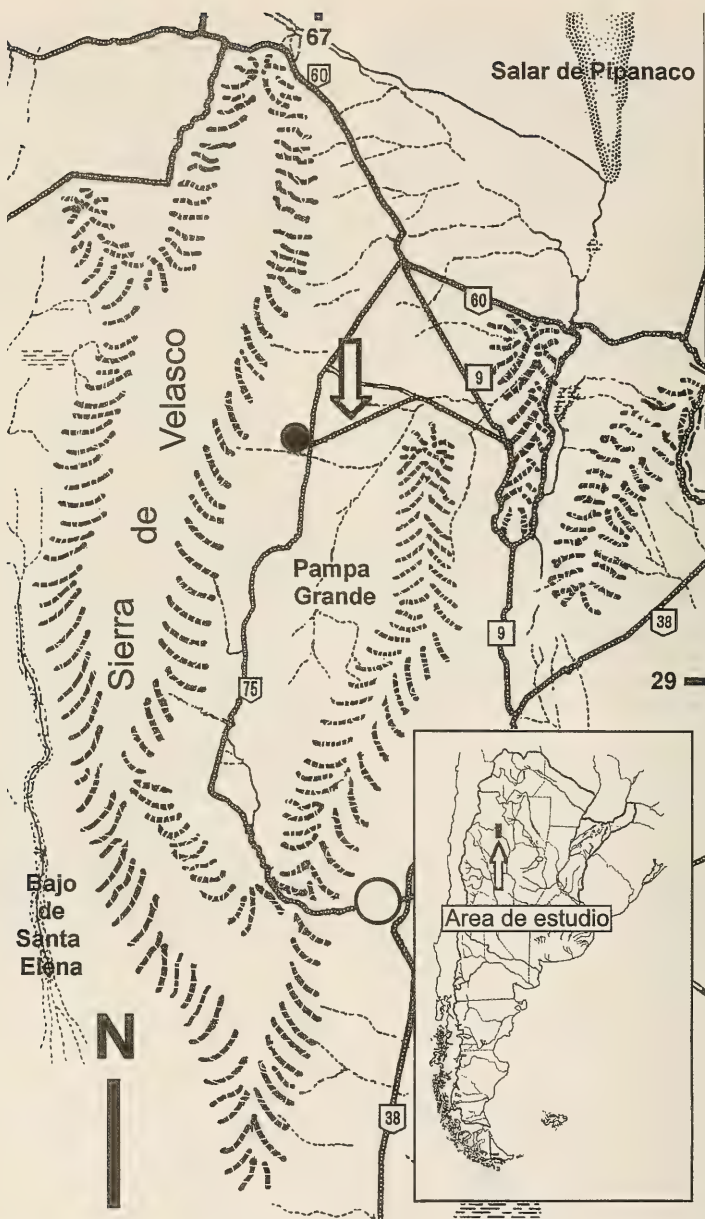 67
60
Salar de Pipanaco
60
9
Sierra de Velasco
Pampa
Grande
9
38
75
29
Bajo
de
Santa
Elena
Area de estudio
N
38